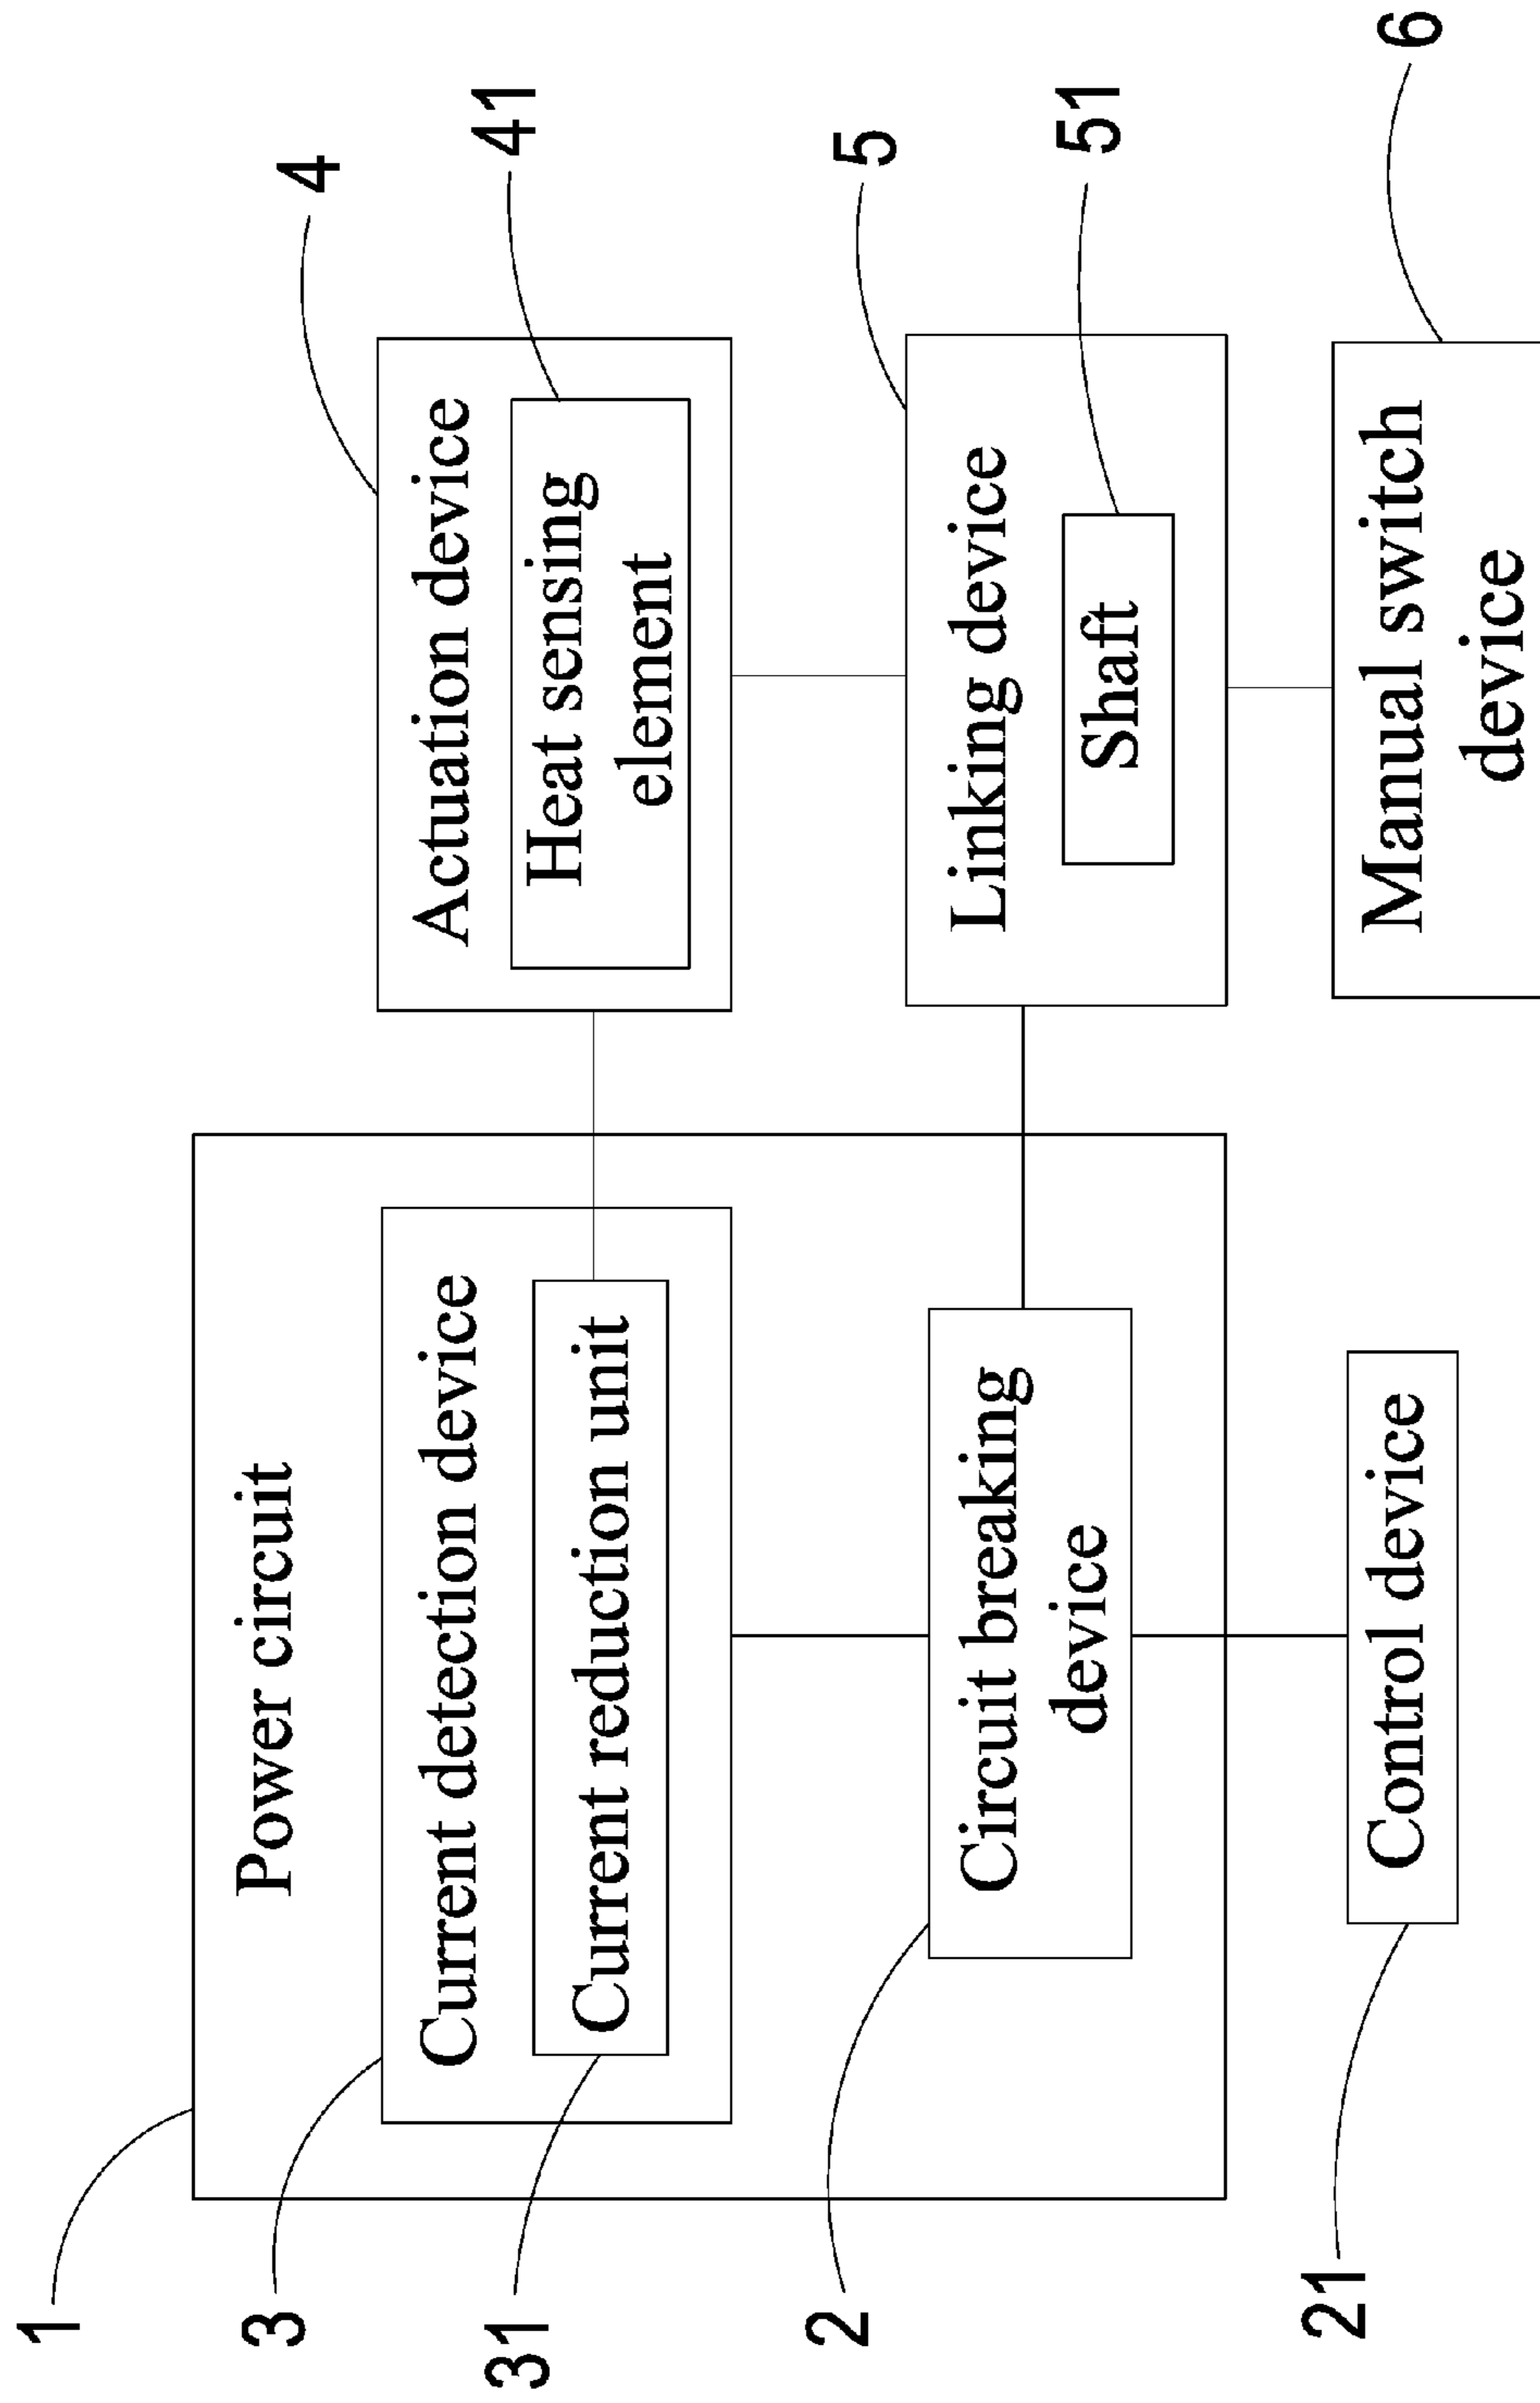 1
Power circuit
3
Current detection device
31
Current reduction unit
2
Circuit breaking
device
21
Control device
4
Actuation device
41
Heat sensing
element
5
Linking device
51
Shaft
6
Manual switch
device